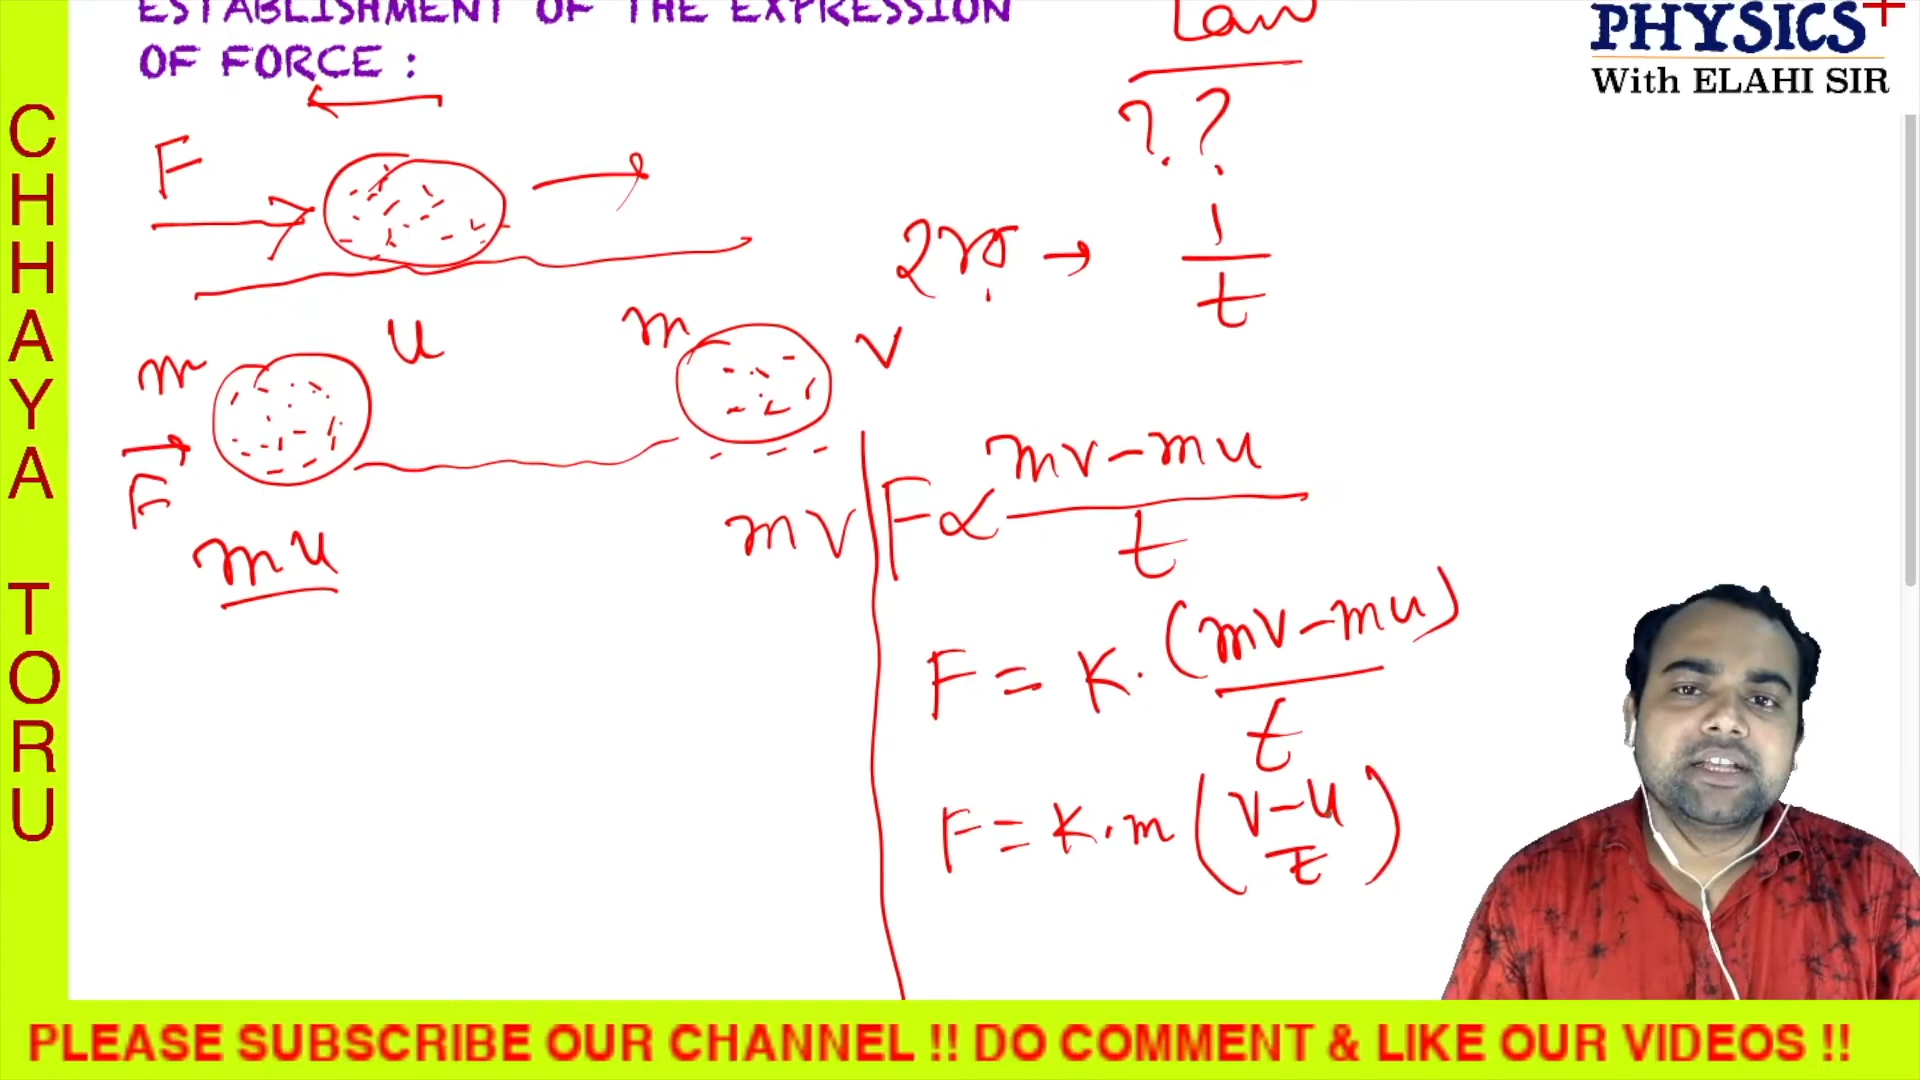 ESTABLISHMENT OF THE EXPRESSION
OF FORCE :
Law
? ?
PHYSICS+
With ELAHI SIR
CHHAYA TORU
F
1
t
m
u
m
v
F
mu
mv
F ∝ mv - mu
t
F = K. (mv - mu)
t
F = K. m ( v - u )
t
PLEASE SUBSCRIBE OUR CHANNEL !! DO COMMENT & LIKE OUR VIDEOS !!